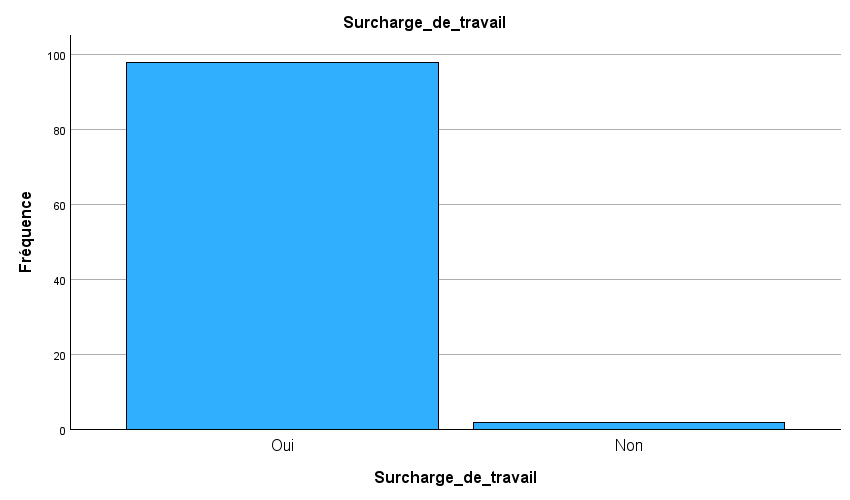 Surcharge_de_travail
100
80
60
40
20
0
Fréquence
Oui Non
Surcharge_de_travail